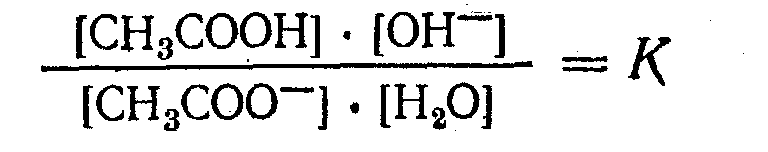 [CH₃COOH] · [OH⁻]
[CH₃COO⁻] · [H₂O]
= K